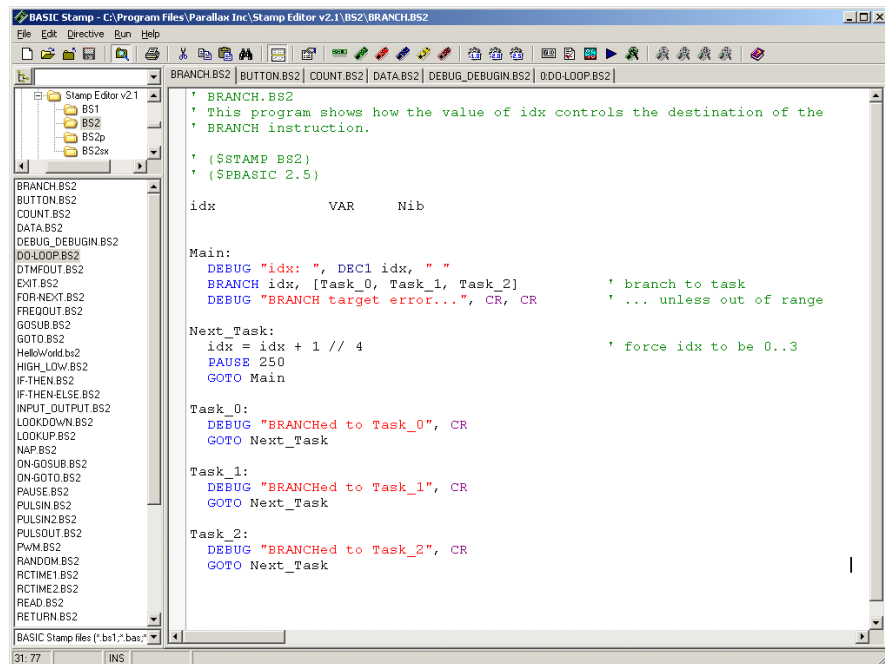 BASIC Stamp - C:\Program Files\Parallax Inc\Stamp Editor v2.1\BS2\BRANCH.BS2
File Edit Directive Run Help
BRANCH.BS2 BUTTON.BS2 COUNT.BS2 DATA.BS2 DEBUG_DEBUGIN.BS2 0:DO-LOOP.BS2
Stamp Editor v2.1
BS1
BS2
BS2p
BS2sx
BRANCH.BS2
BUTTON.BS2
COUNT.BS2
DATA.BS2
DEBUG_DEBUGIN.BS2
DO-LOOP.BS2
DTMFOUT.BS2
EXIT.BS2
FOR-NEXT.BS2
FREQOUT.BS2
GOSUB.BS2
GOTO.BS2
HelloWorld.bs2
HIGH_LOW.BS2
IF-THEN.BS2
IF-THEN-ELSE.BS2
INPUT_OUTPUT.BS2
LOOKDOWN.BS2
LOOKUP.BS2
NAP.BS2
ON-GOSUB.BS2
ON-GOTO.BS2
PAUSE.BS2
PULSIN.BS2
PULSIN2.BS2
PULSOUT.BS2
PWM.BS2
RANDOM.BS2
RCTIME1.BS2
RCTIME2.BS2
READ.BS2
RETURN.BS2
BASIC Stamp files (*.bs1;*.bas;*
' BRANCH.BS2
' This program shows how the value of idx controls the destination of the
' BRANCH instruction.
' {$STAMP BS2}
' {$PBASIC 2.5}
idx VAR Nib
Main:
DEBUG "idx: ", DEC1 idx, " "
BRANCH idx, [Task_0, Task_1, Task_2] ' branch to task
DEBUG "BRANCH target error...", CR, CR ' ... unless out of range
Next_Task:
idx = idx + 1 // 4 ' force idx to be 0..3
PAUSE 250
GOTO Main
Task_0:
DEBUG "BRANCHed to Task_0", CR
GOTO Next_Task
Task_1:
DEBUG "BRANCHed to Task_1", CR
GOTO Next_Task
Task_2:
DEBUG "BRANCHed to Task_2", CR
GOTO Next_Task
31: 77 INS